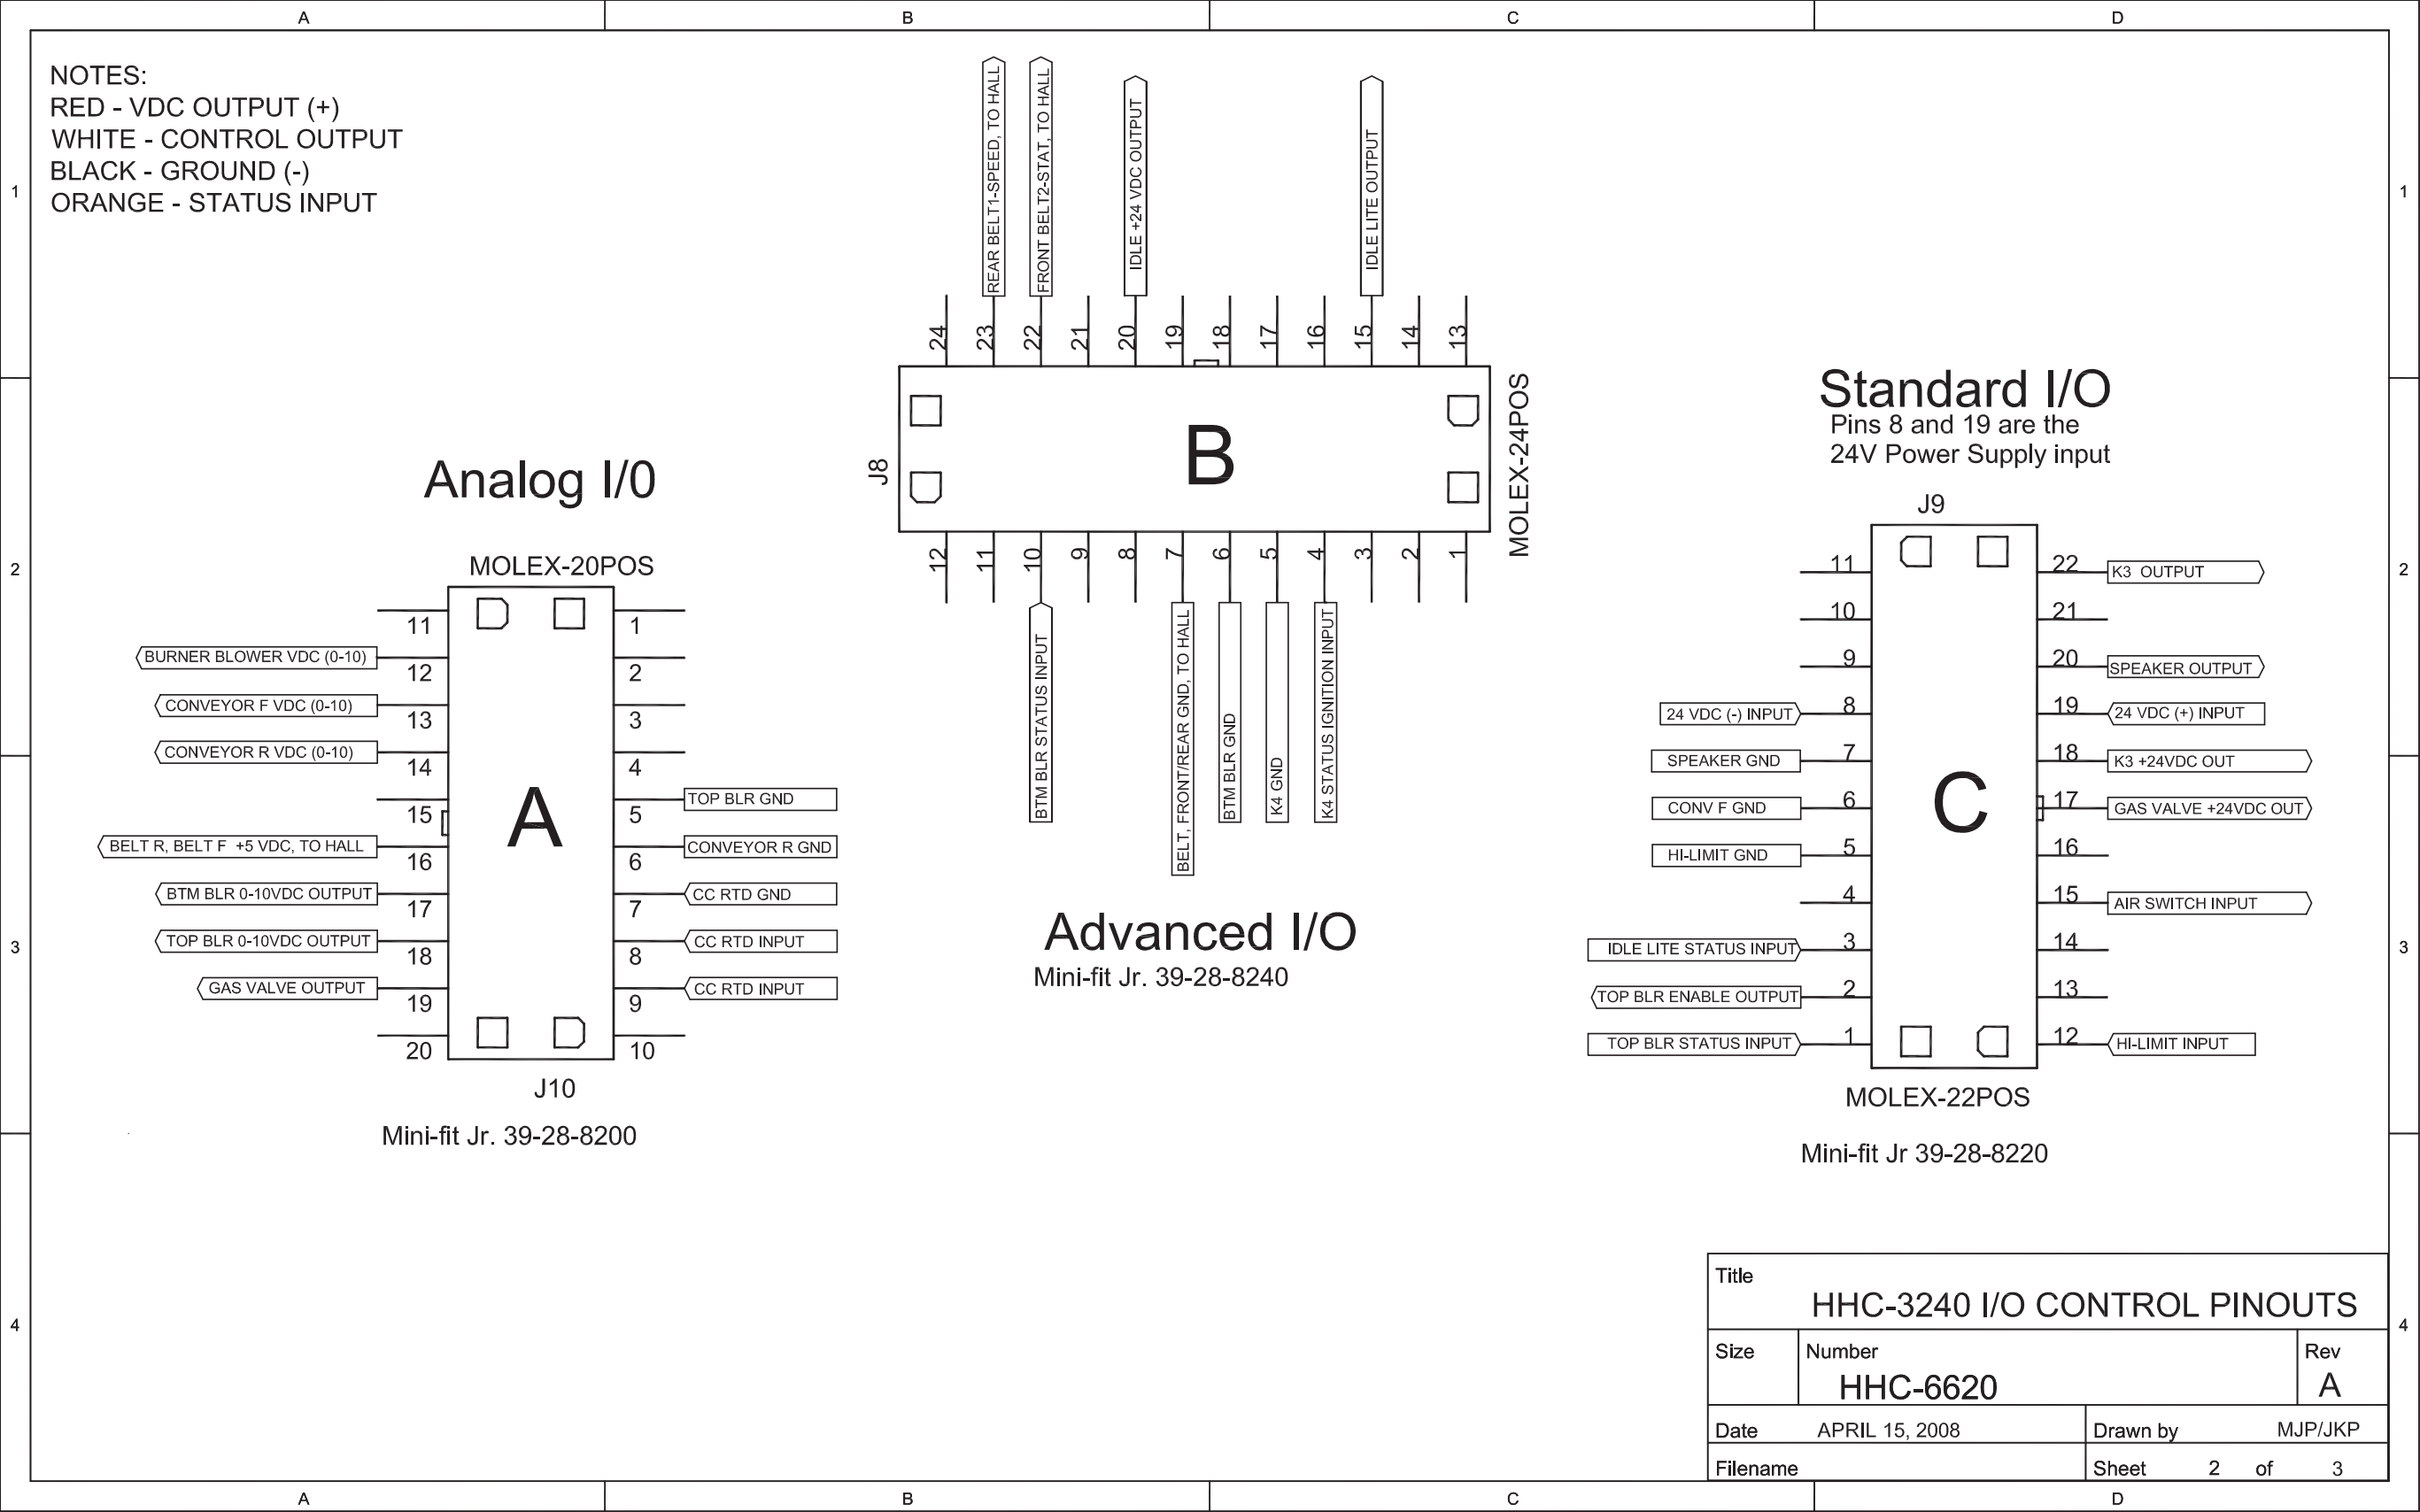 A
B
C
D
NOTES:
RED - VDC OUTPUT (+)
WHITE - CONTROL OUTPUT
BLACK - GROUND (-)
ORANGE - STATUS INPUT
1
1
2
2
3
3
4
4
REAR BELT1-SPEED, TO HALL
FRONT BELT2-STAT, TO HALL
IDLE +24 VDC OUTPUT
IDLE LITE OUTPUT
24
23
22
21
20
19
18
17
16
15
14
13
J8
B
MOLEX-24POS
12
11
10
9
8
7
6
5
4
3
2
1
BTM BLR STATUS INPUT
BELT, FRONT/REAR GND, TO HALL
BTM BLR GND
K4 GND
K4 STATUS IGNITION INPUT
Advanced I/O
Mini-fit Jr. 39-28-8240
Analog I/0
MOLEX-20POS
11
BURNER BLOWER VDC (0-10)
12
CONVEYOR F VDC (0-10)
13
CONVEYOR R VDC (0-10)
14
15
BELT R, BELT F +5 VDC, TO HALL
16
BTM BLR 0-10VDC OUTPUT
17
TOP BLR 0-10VDC OUTPUT
18
GAS VALVE OUTPUT
19
20
A
1
2
3
4
TOP BLR GND
5
CONVEYOR R GND
6
CC RTD GND
7
CC RTD INPUT
8
CC RTD INPUT
9
10
J10
Mini-fit Jr. 39-28-8200
Standard I/O
Pins 8 and 19 are the
24V Power Supply input
J9
11
10
9
24 VDC (-) INPUT
8
SPEAKER GND
7
CONV F GND
6
HI-LIMIT GND
5
4
IDLE LITE STATUS INPUT
3
TOP BLR ENABLE OUTPUT
2
TOP BLR STATUS INPUT
1
C
22
K3 OUTPUT
21
20
SPEAKER OUTPUT
19
24 VDC (+) INPUT
18
K3 +24VDC OUT
17
GAS VALVE +24VDC OUT
16
15
AIR SWITCH INPUT
14
13
12
HI-LIMIT INPUT
MOLEX-22POS
Mini-fit Jr 39-28-8220
Title
HHC-3240 I/O CONTROL PINOUTS
Size
Number
HHC-6620
Rev
A
Date APRIL 15, 2008
Drawn by MJP/JKP
Filename
Sheet 2 of 3
A
B
C
D